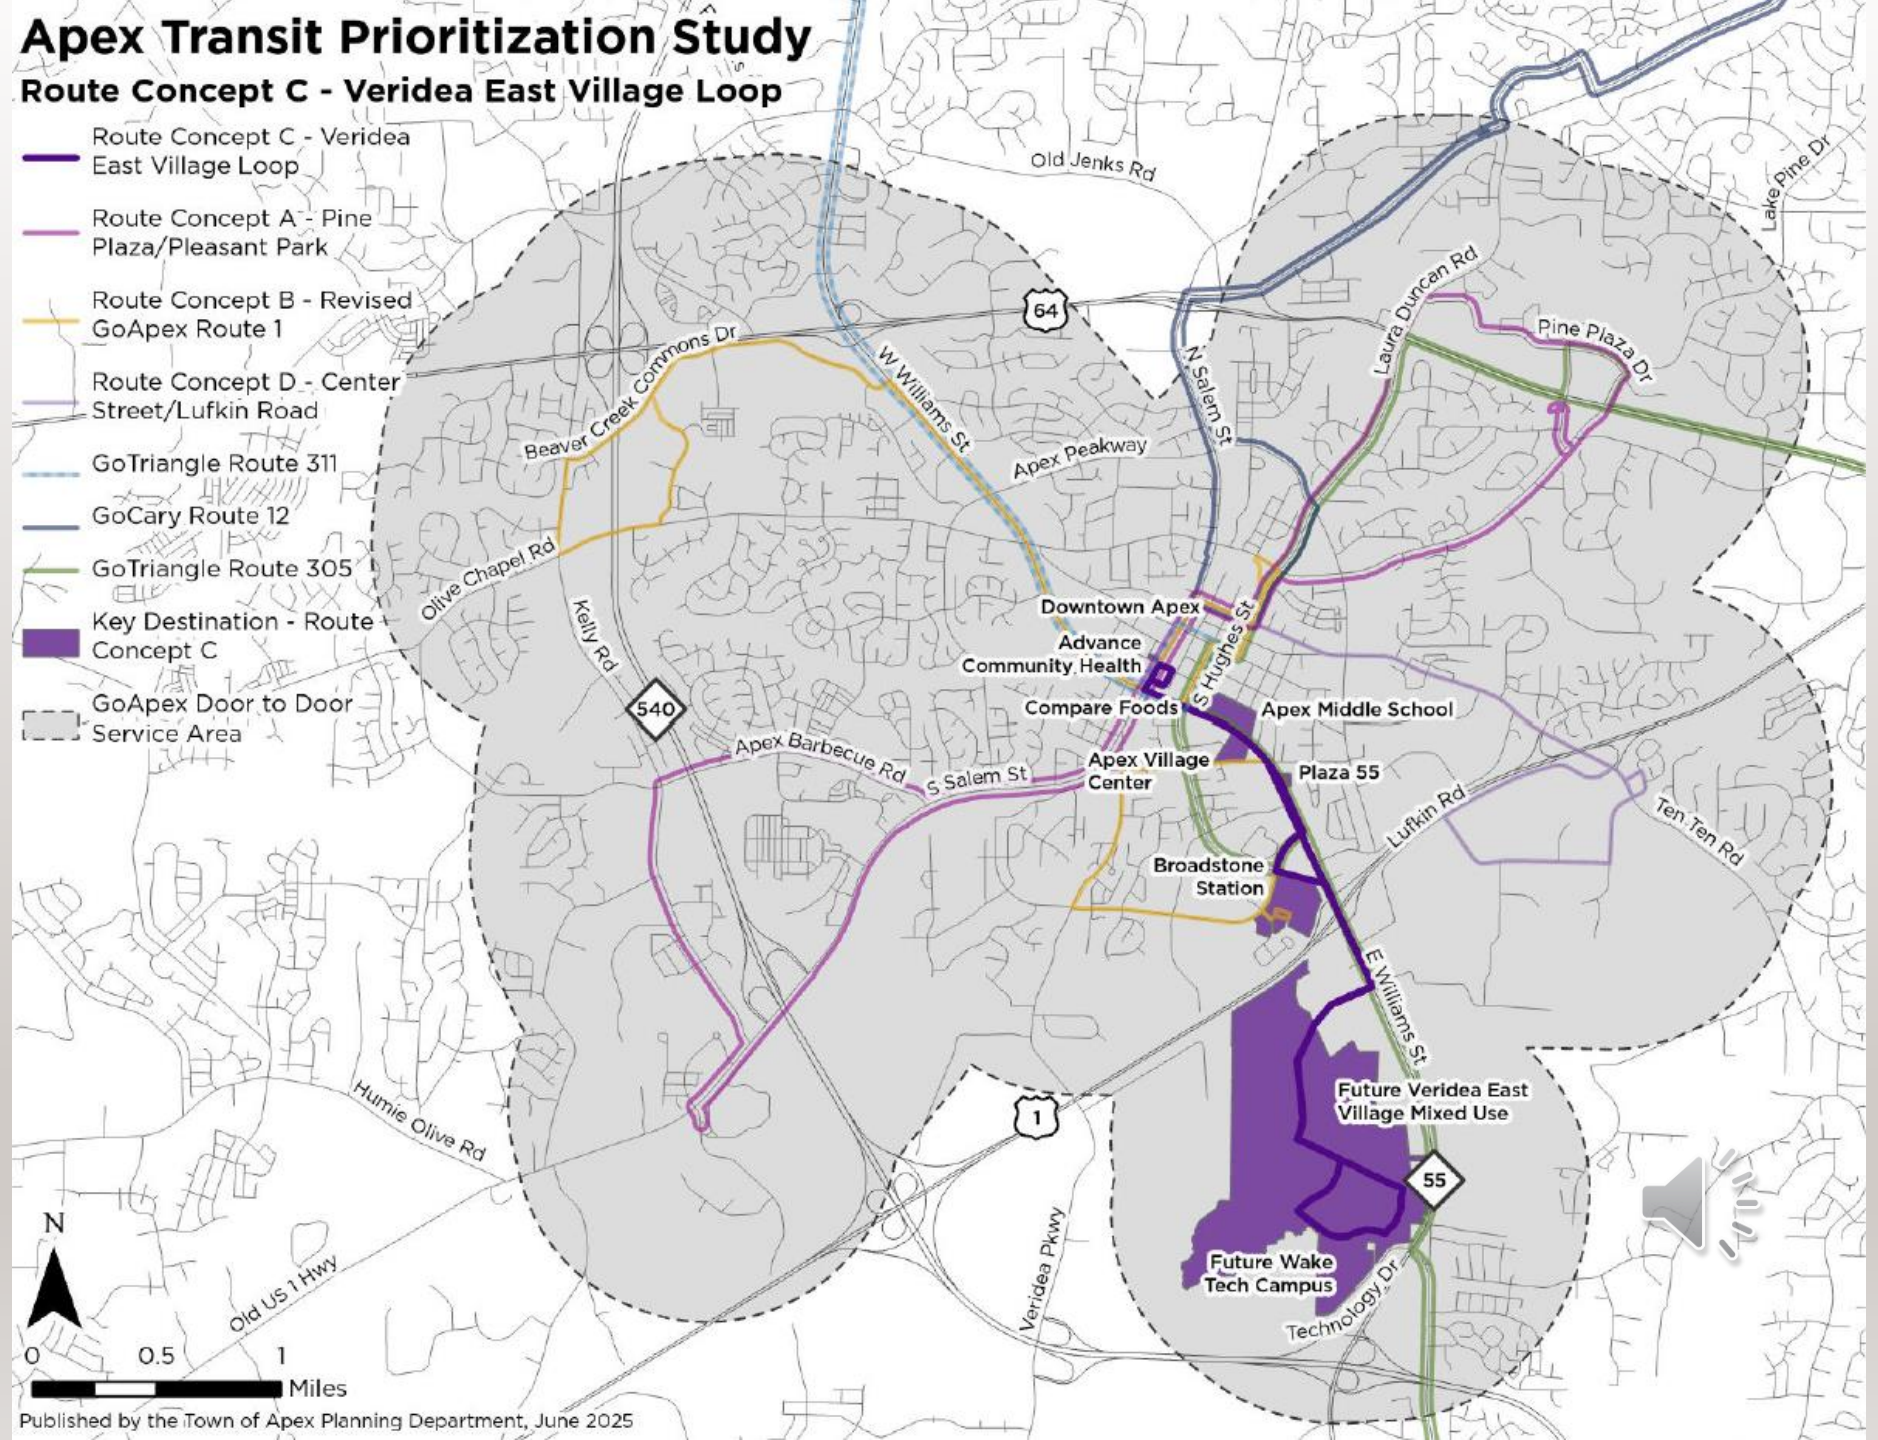 Apex Transit Prioritization Study
Route Concept C - Veridea East Village Loop
Route Concept C - Veridea
East Village Loop
Route Concept A - Pine
Plaza/Pleasant Park
Route Concept B - Revised
GoApex Route 1
Route Concept D - Center
Street/Lufkin Road
GoTriangle Route 311
GoCary Route 12
GoTriangle Route 305
Key Destination - Route
Concept C
GoApex Door to Door
Service Area
Old Jenks Rd
Lake Pine Dr
64
Laura Duncan Rd
Pine Plaza Dr
Beaver Creek Commons Dr
W Williams St
N Salem St
Apex Peakway
Olive Chapel Rd
Kelly Rd
540
Downtown Apex
Advance
Community Health
S Hughes St
Compare Foods
Apex Middle School
Apex Barbecue Rd
S Salem St
Apex Village
Center
Plaza 55
Lufkin Rd
Ten Ten Rd
Broadstone
Station
E Williams St
Future Veridea East
Village Mixed Use
1
55
Humie Olive Rd
Old US 1 Hwy
Veridea Pkwy
Future Wake
Tech Campus
Technology Dr
N
0 0.5 1
Miles
Published by the Town of Apex Planning Department, June 2025